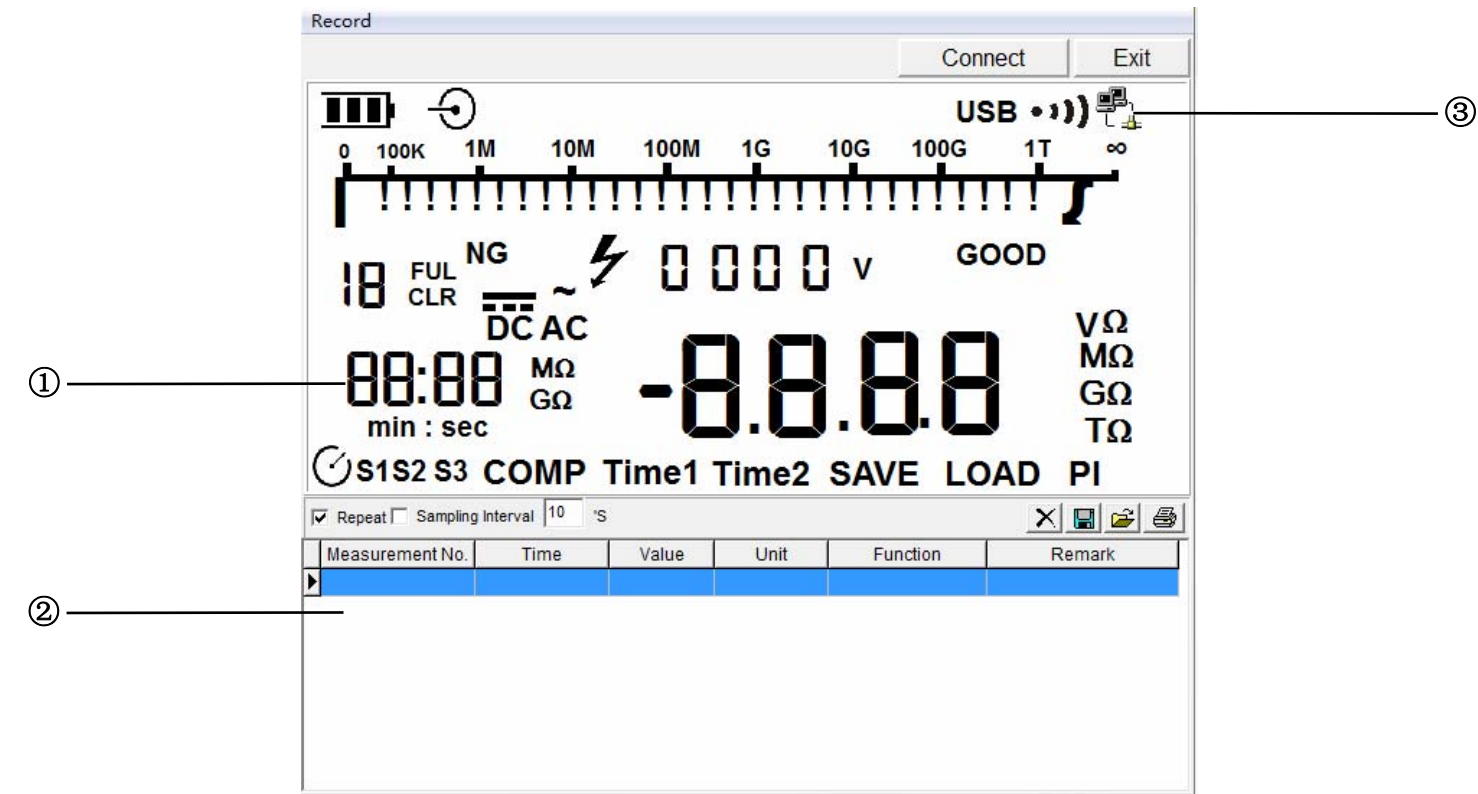 Record
Connect Exit
USB ③
0 100K 1M 10M 100M 1G 10G 100G 1T ∞
NG 0000 V GOOD
18 FUL
CLR
DC AC VΩ
① 88:88 MΩ -8.8.8.8 MΩ
GΩ GΩ
min : sec TΩ
S1 S2 S3 COMP Time1 Time2 SAVE LOAD PI
Repeat Sampling Interval 10 'S
Measurement No. Time Value Unit Function Remark
②